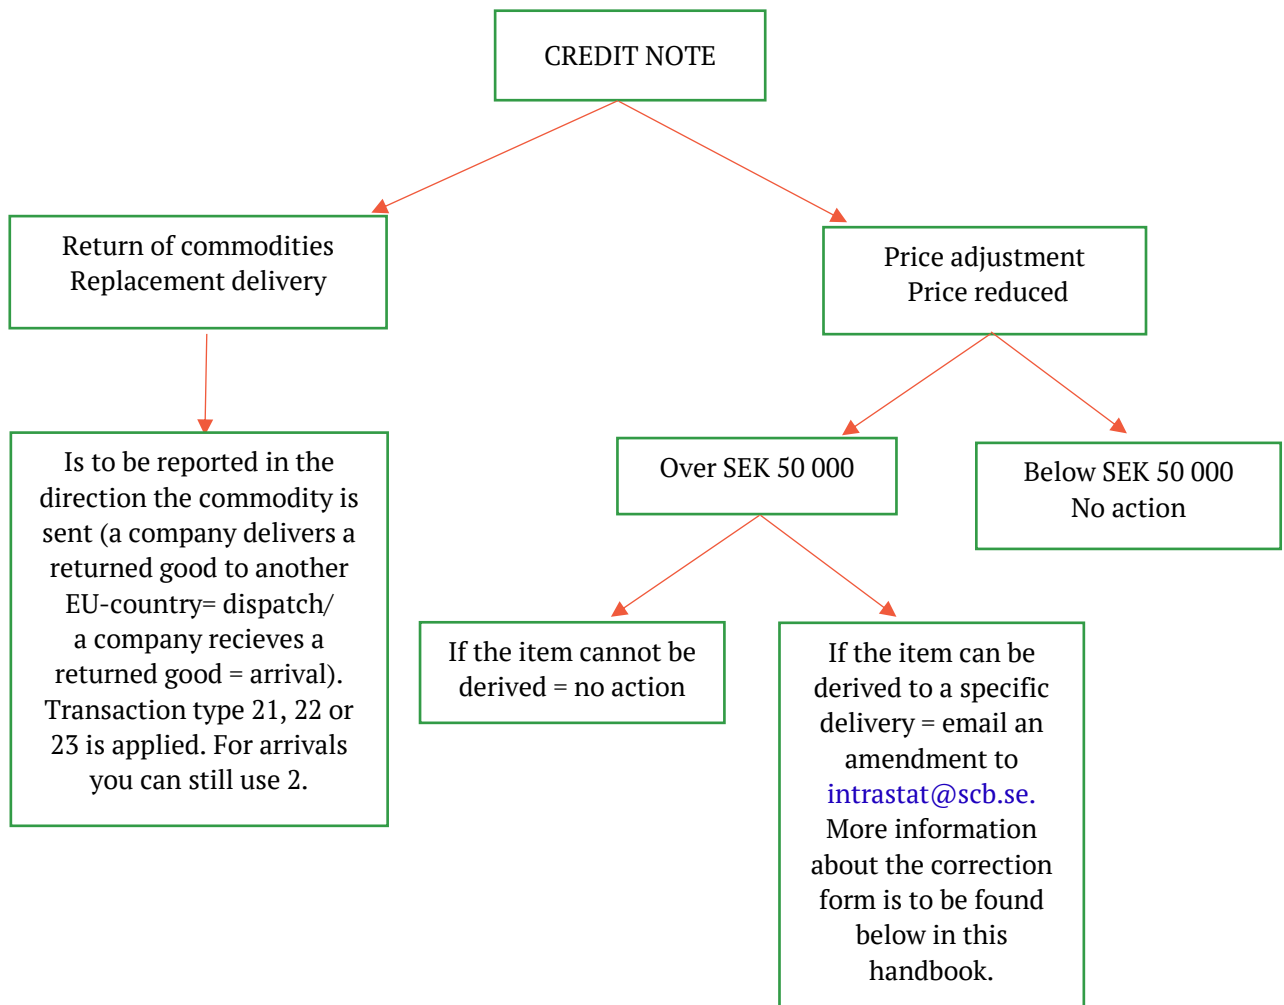 CREDIT NOTE
Return of commodities
Replacement delivery
Price adjustment
Price reduced
Is to be reported in the
direction the commodity is
sent (a company delivers a
returned good to another
EU-country= dispatch/
a company recieves a
returned good = arrival).
Transaction type 21, 22 or
23 is applied. For arrivals
you can still use 2.
Over SEK 50 000
Below SEK 50 000
No action
If the item cannot be
derived = no action
If the item can be
derived to a specific
delivery = email an
amendment to
intrastat@scb.se.
More information
about the correction
form is to be found
below in this
handbook.